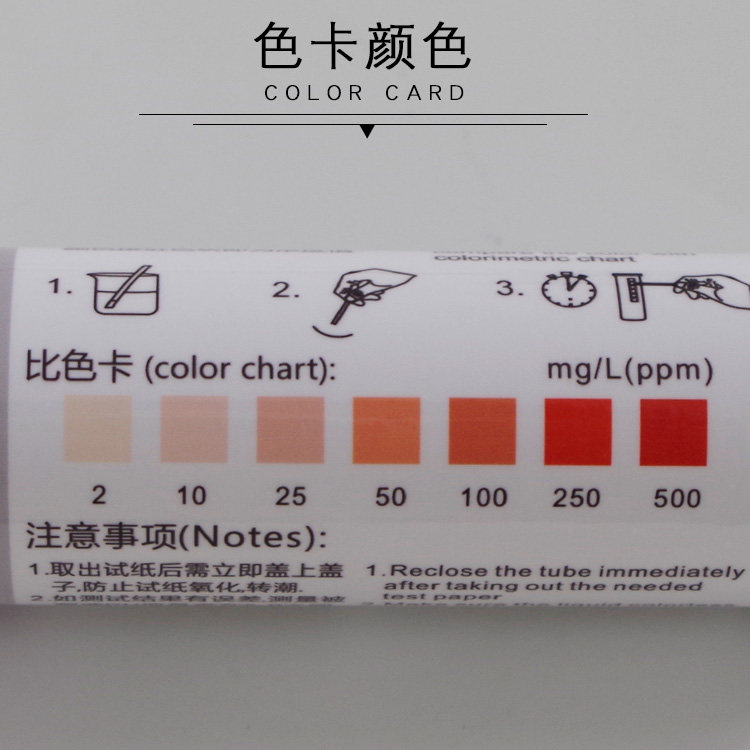 色卡颜色
COLOR CARD
colorimetric chart
1.
2.
3.
比色卡 (color chart):
mg/L(ppm)
2 10 25 50 100 250 500
注意事项(Notes):
1.取出试纸后需立即盖上盖
子,防止试纸氧化,转潮.
1.Reclose the tube immediately
after taking out the needed
test paper